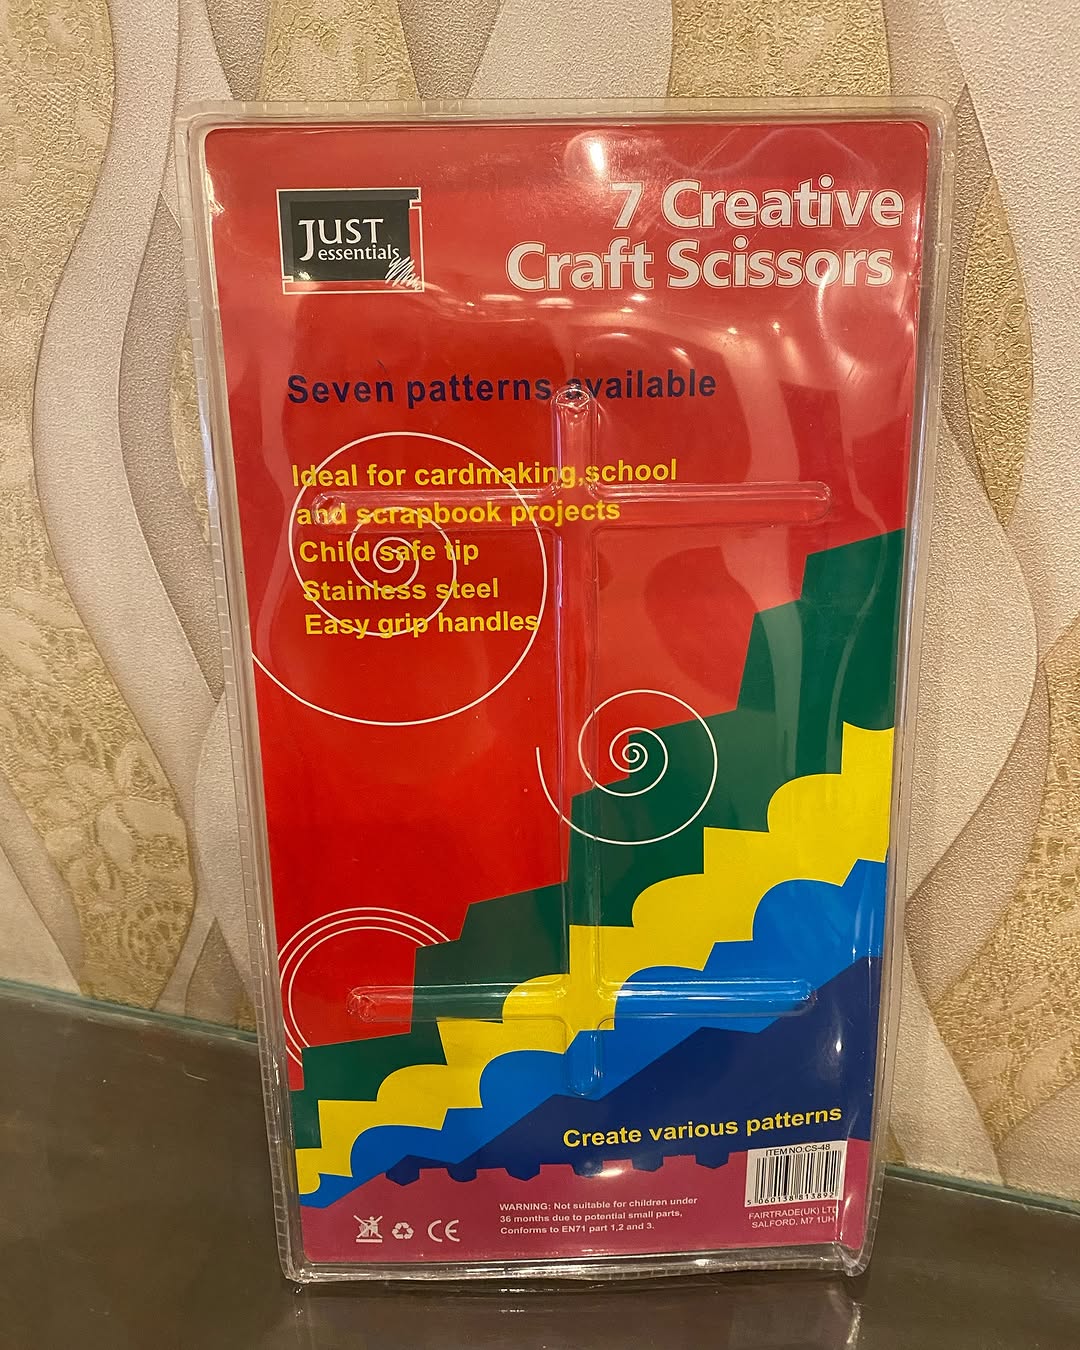 JUST
essentials
7 Creative
Craft Scissors
Seven patterns available
Ideal for cardmaking,school
and scrapbook projects
Child safe tip
Stainless steel
Easy grip handles
Create various patterns
ITEM NO:CS-48
5 060138 813892
FAIRTRADE(UK) LTD
SALFORD, M7 1UH
WARNING: Not suitable for children under
36 months due to potential small parts,
Conforms to EN71 part 1,2 and 3.
CE